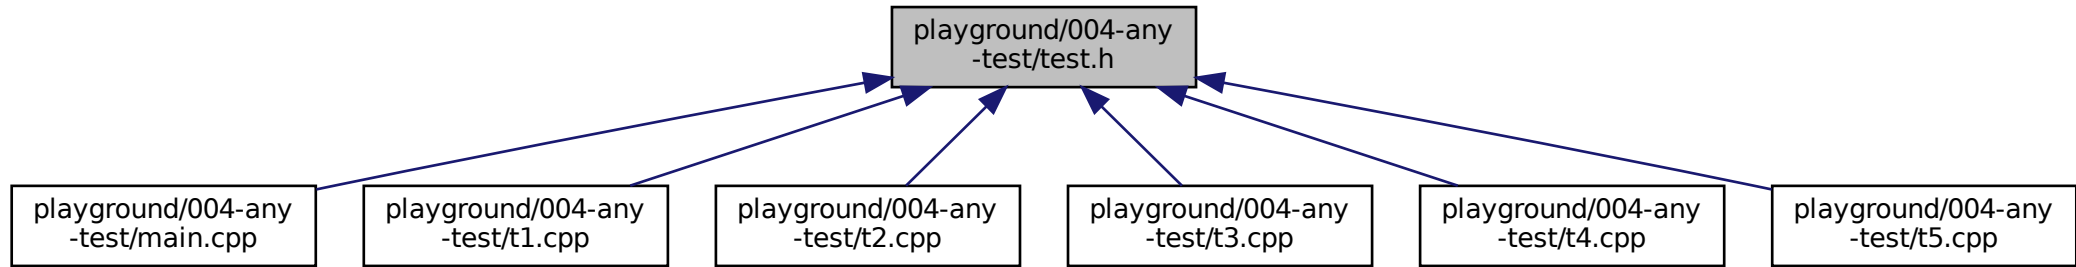 playground/004-any
-test/test.h
playground/004-any
-test/main.cpp
playground/004-any
-test/t1.cpp
playground/004-any
-test/t2.cpp
playground/004-any
-test/t3.cpp
playground/004-any
-test/t4.cpp
playground/004-any
-test/t5.cpp